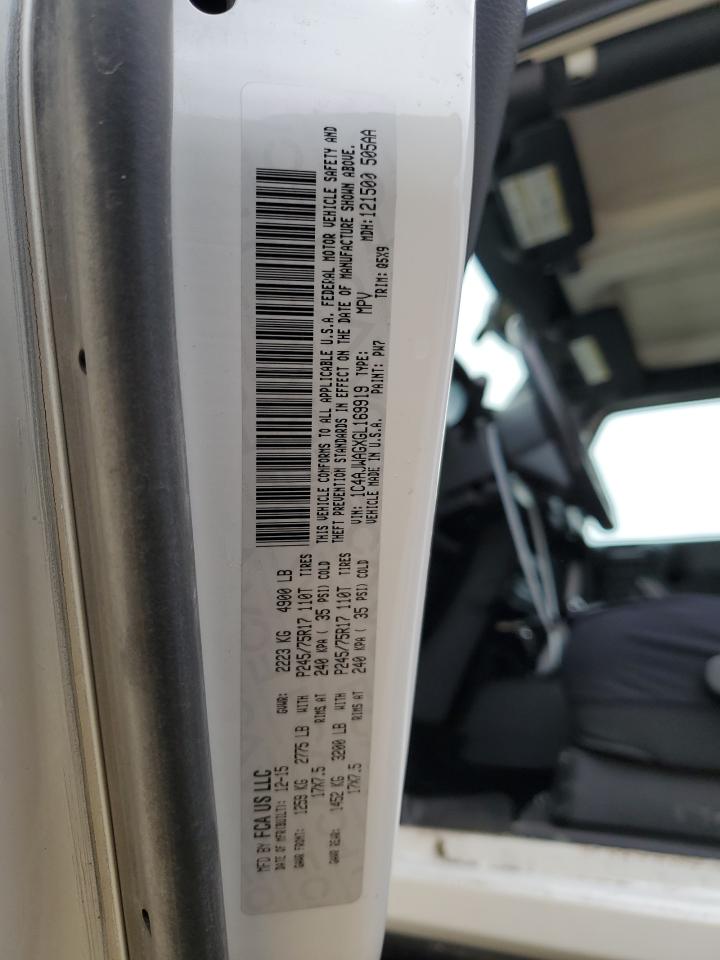 MFD BY FCA US LLC
DATE OF MFR(BUILT): 12-15 GVWR: 2223 KG 4900 LB
GAWR FRONT: 1259 KG 2775 LB WITH P245/75R17 110T TIRES
17X7.5 RIMS AT 240 KPA ( 35 PSI) COLD
GAWR REAR: 1452 KG 3200 LB WITH P245/75R17 110T TIRES
17X7.5 RIMS AT 240 KPA ( 35 PSI) COLD
THIS VEHICLE CONFORMS TO ALL APPLICABLE U.S.A. FEDERAL MOTOR VEHICLE SAFETY AND
THEFT PREVENTION STANDARDS IN EFFECT ON THE DATE OF MANUFACTURE SHOWN ABOVE.
VIN: 1C4AJWAGXGL169919 TYPE: MPV MDH:121500 505AA
VEHICLE MADE IN U.S.A. PAINT: PW7 TRIM: Q5X9